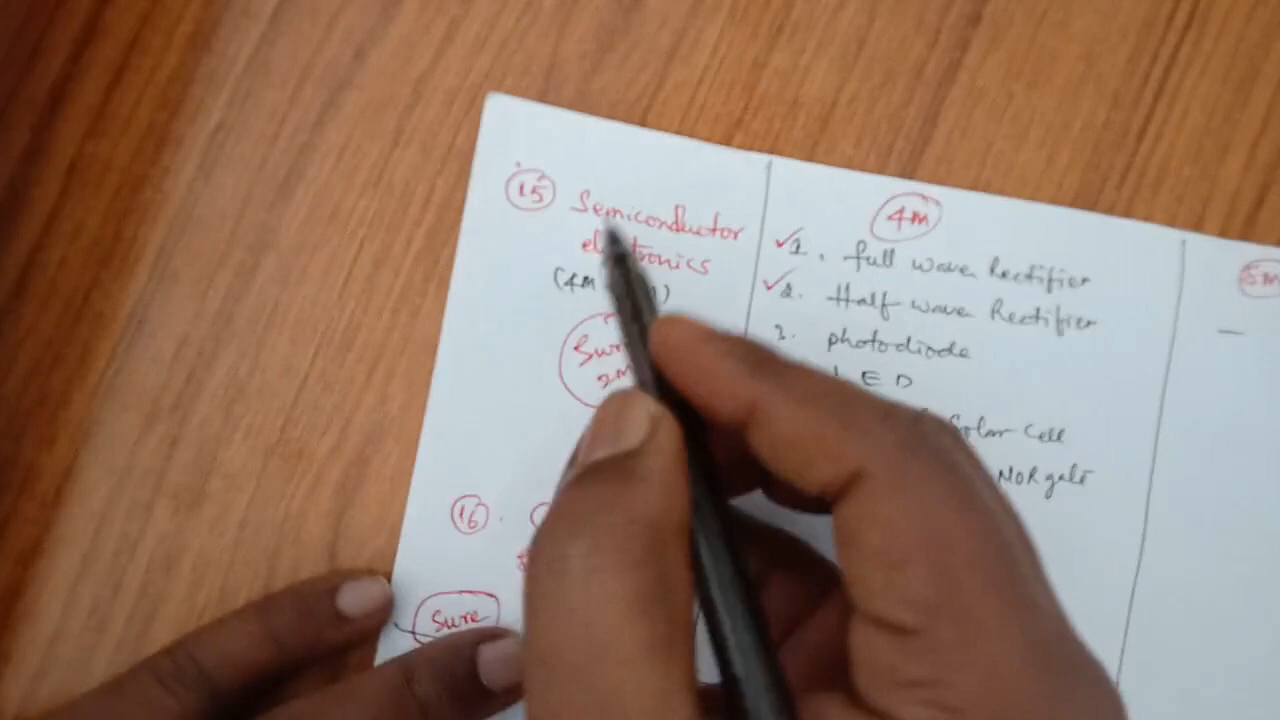 15 Semiconductor
electronics
(4M
Sure
2M
16.
Sure
4M
1. full wave Rectifier
2. Half wave Rectifier
3. photodiode
LED
Solar Cell
NOR gate
5M
–